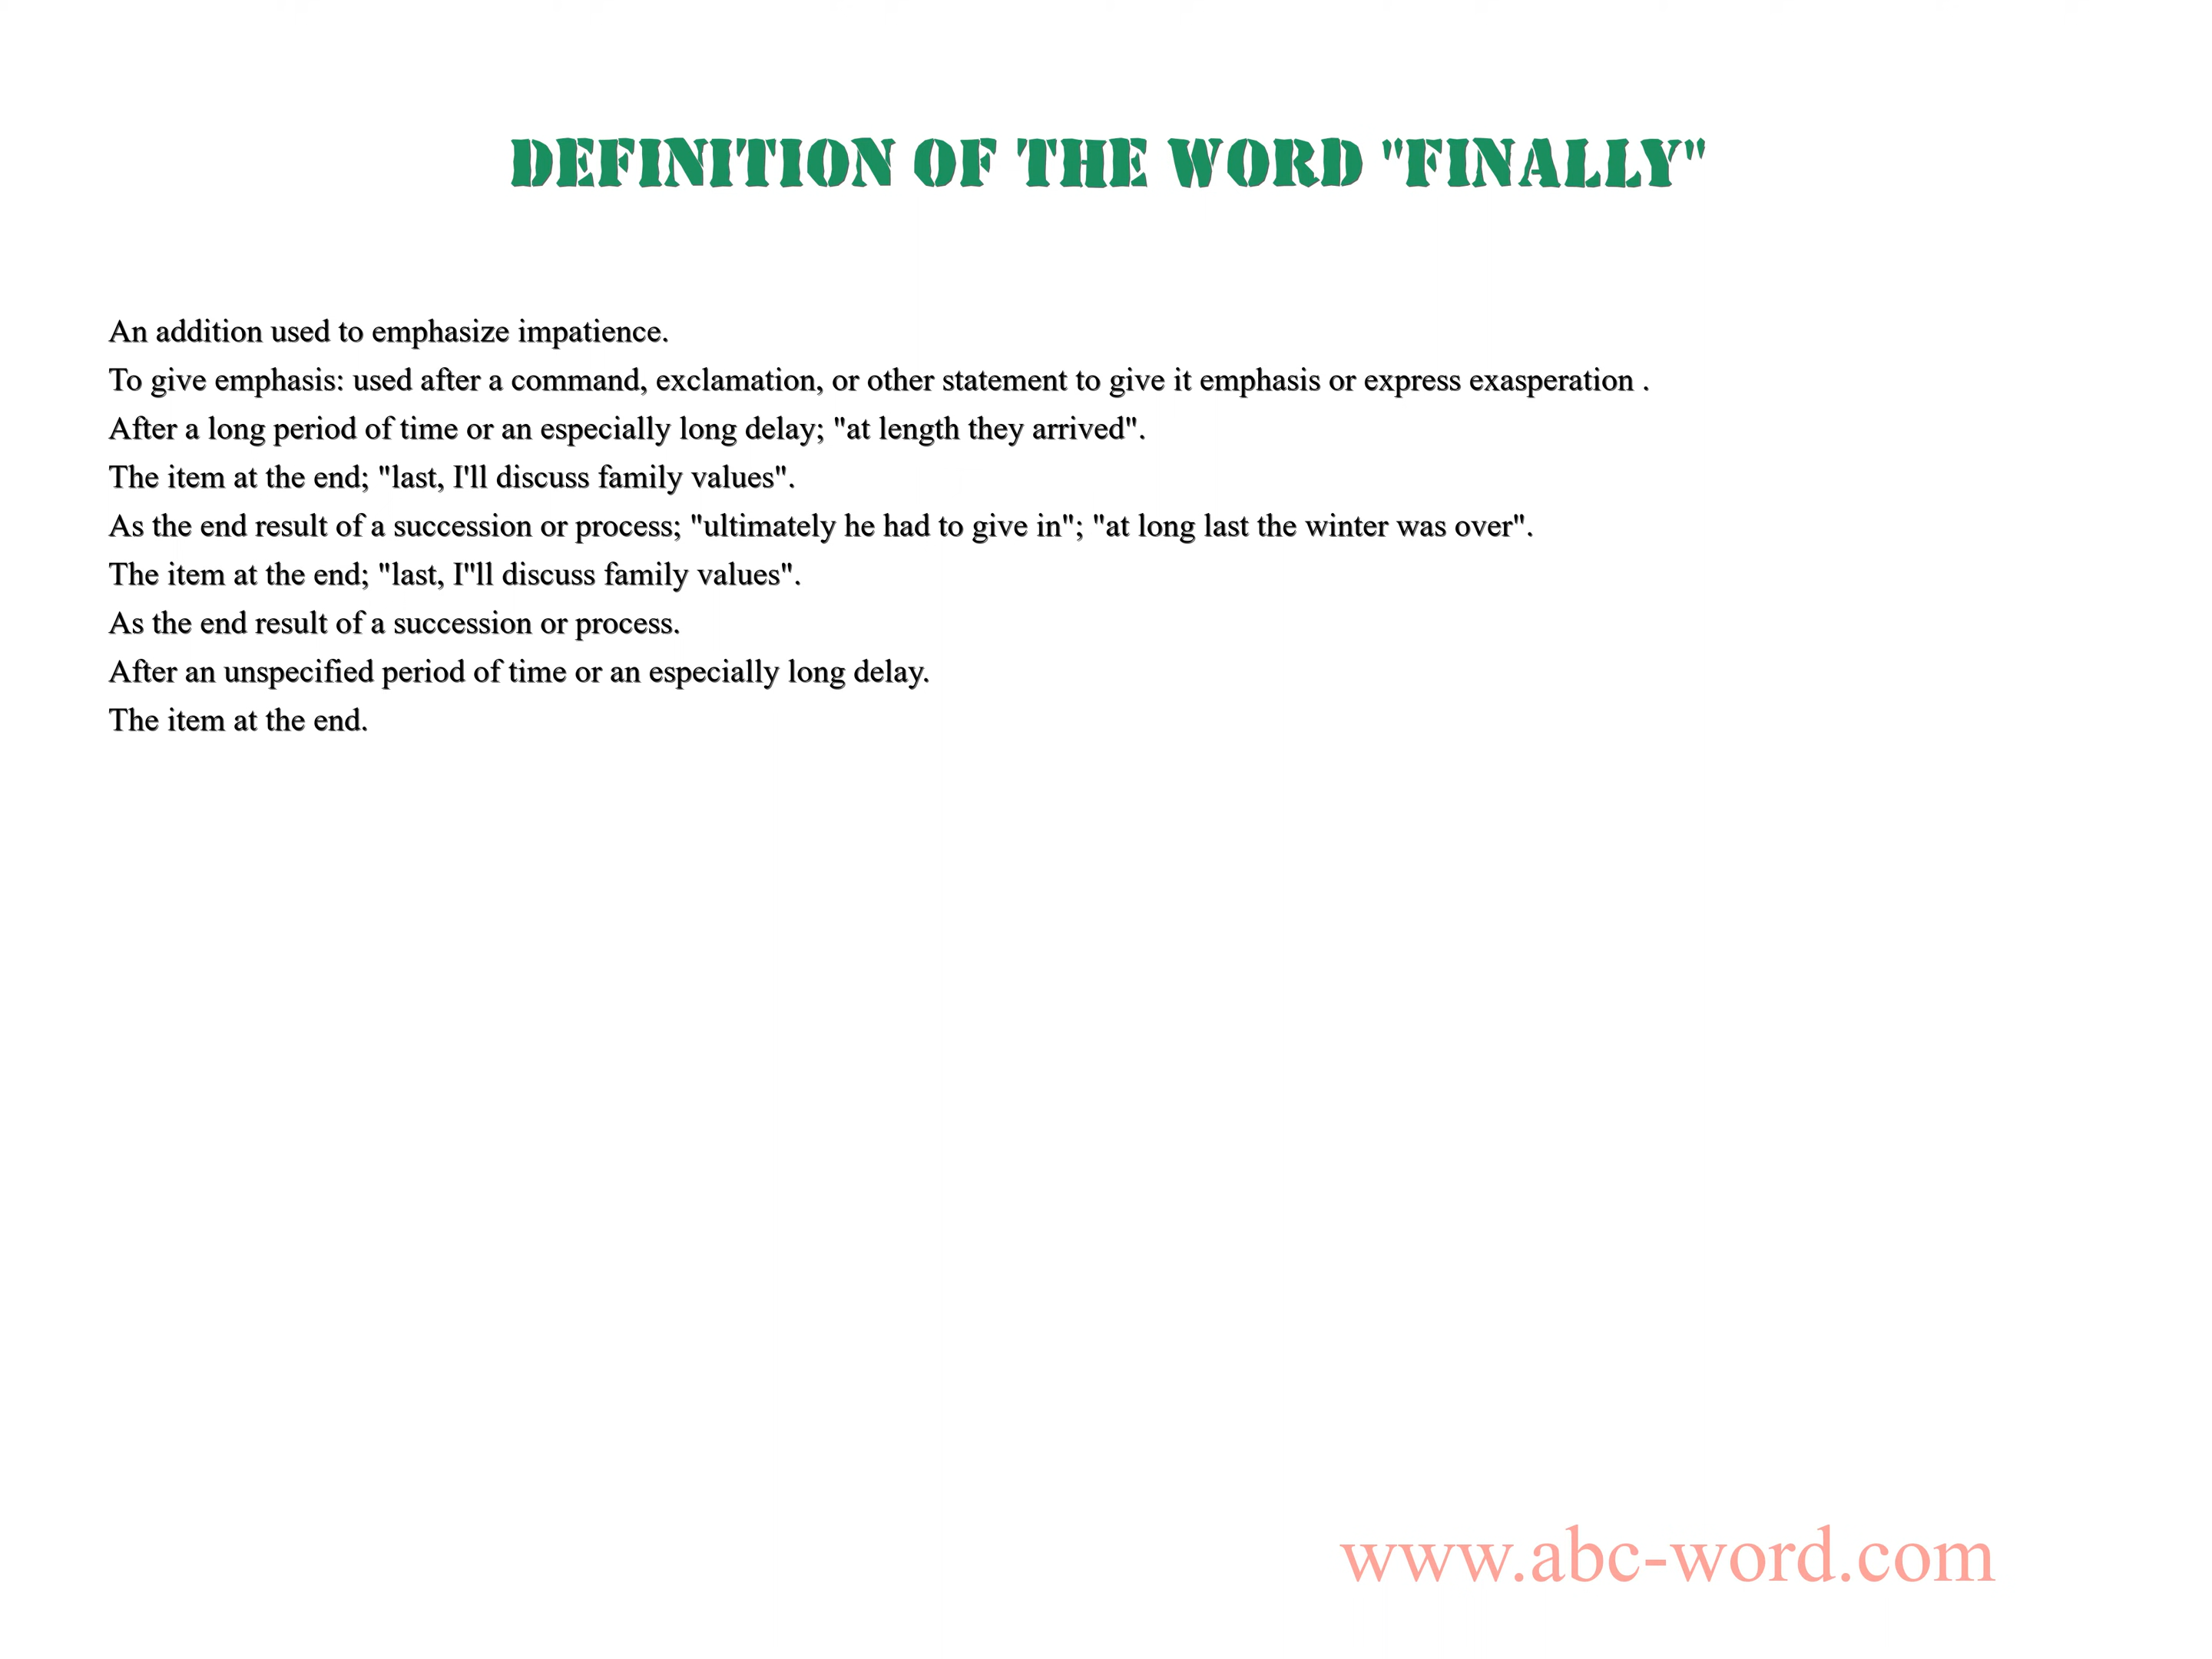 DEFINITION OF THE WORD "FINALLY"
An addition used to emphasize impatience.
To give emphasis: used after a command, exclamation, or other statement to give it emphasis or express exasperation .
After a long period of time or an especially long delay; "at length they arrived".
The item at the end; "last, I'll discuss family values".
As the end result of a succession or process; "ultimately he had to give in"; "at long last the winter was over".
The item at the end; "last, I"ll discuss family values".
As the end result of a succession or process.
After an unspecified period of time or an especially long delay.
The item at the end.
www.abc-word.com